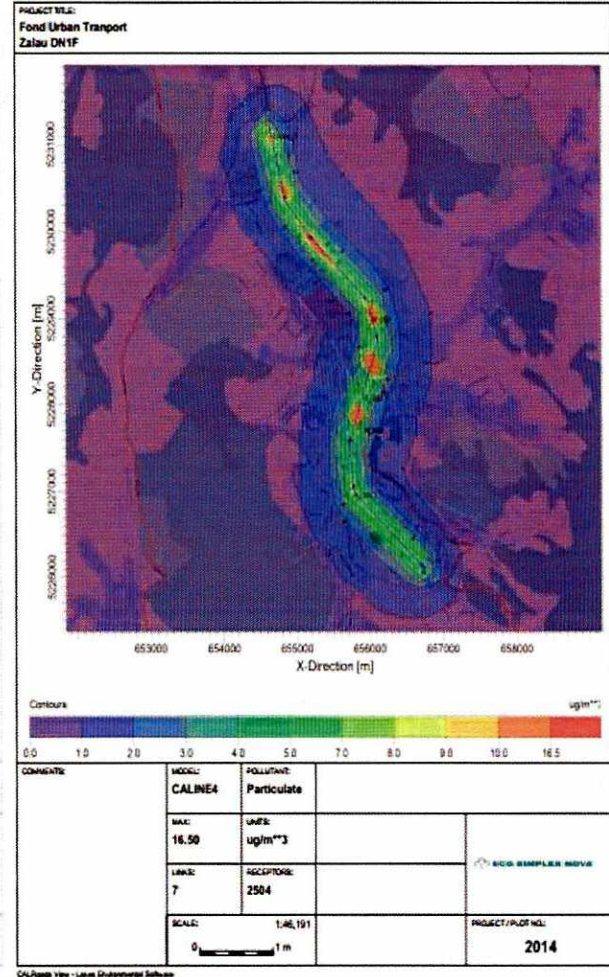 PROJECT TITLE:
Fond Urban Tranport
Zalau DN1F
Y-Direction [m]
5231000
5230000
5229000
5228000
5227000
5226000
653000 654000 655000 656000 657000 658000
X-Direction [m]
Contours ug/m**3
0.0 1.0 2.0 3.0 4.0 5.0 7.0 8.0 9.0 10.0 16.5
COMMENTS:
MODEL: POLLUTANT:
CALINE4 Particulate
MAX: UNITS:
16.50 ug/m**3
LINKS: RECEPTORS:
7 2504
ECO SIMPLEX NOVA
SCALE: 1:46,191
0 1 m
PROJECT/PLOT NO.:
2014
CALRoads View - Lakes Environmental Software